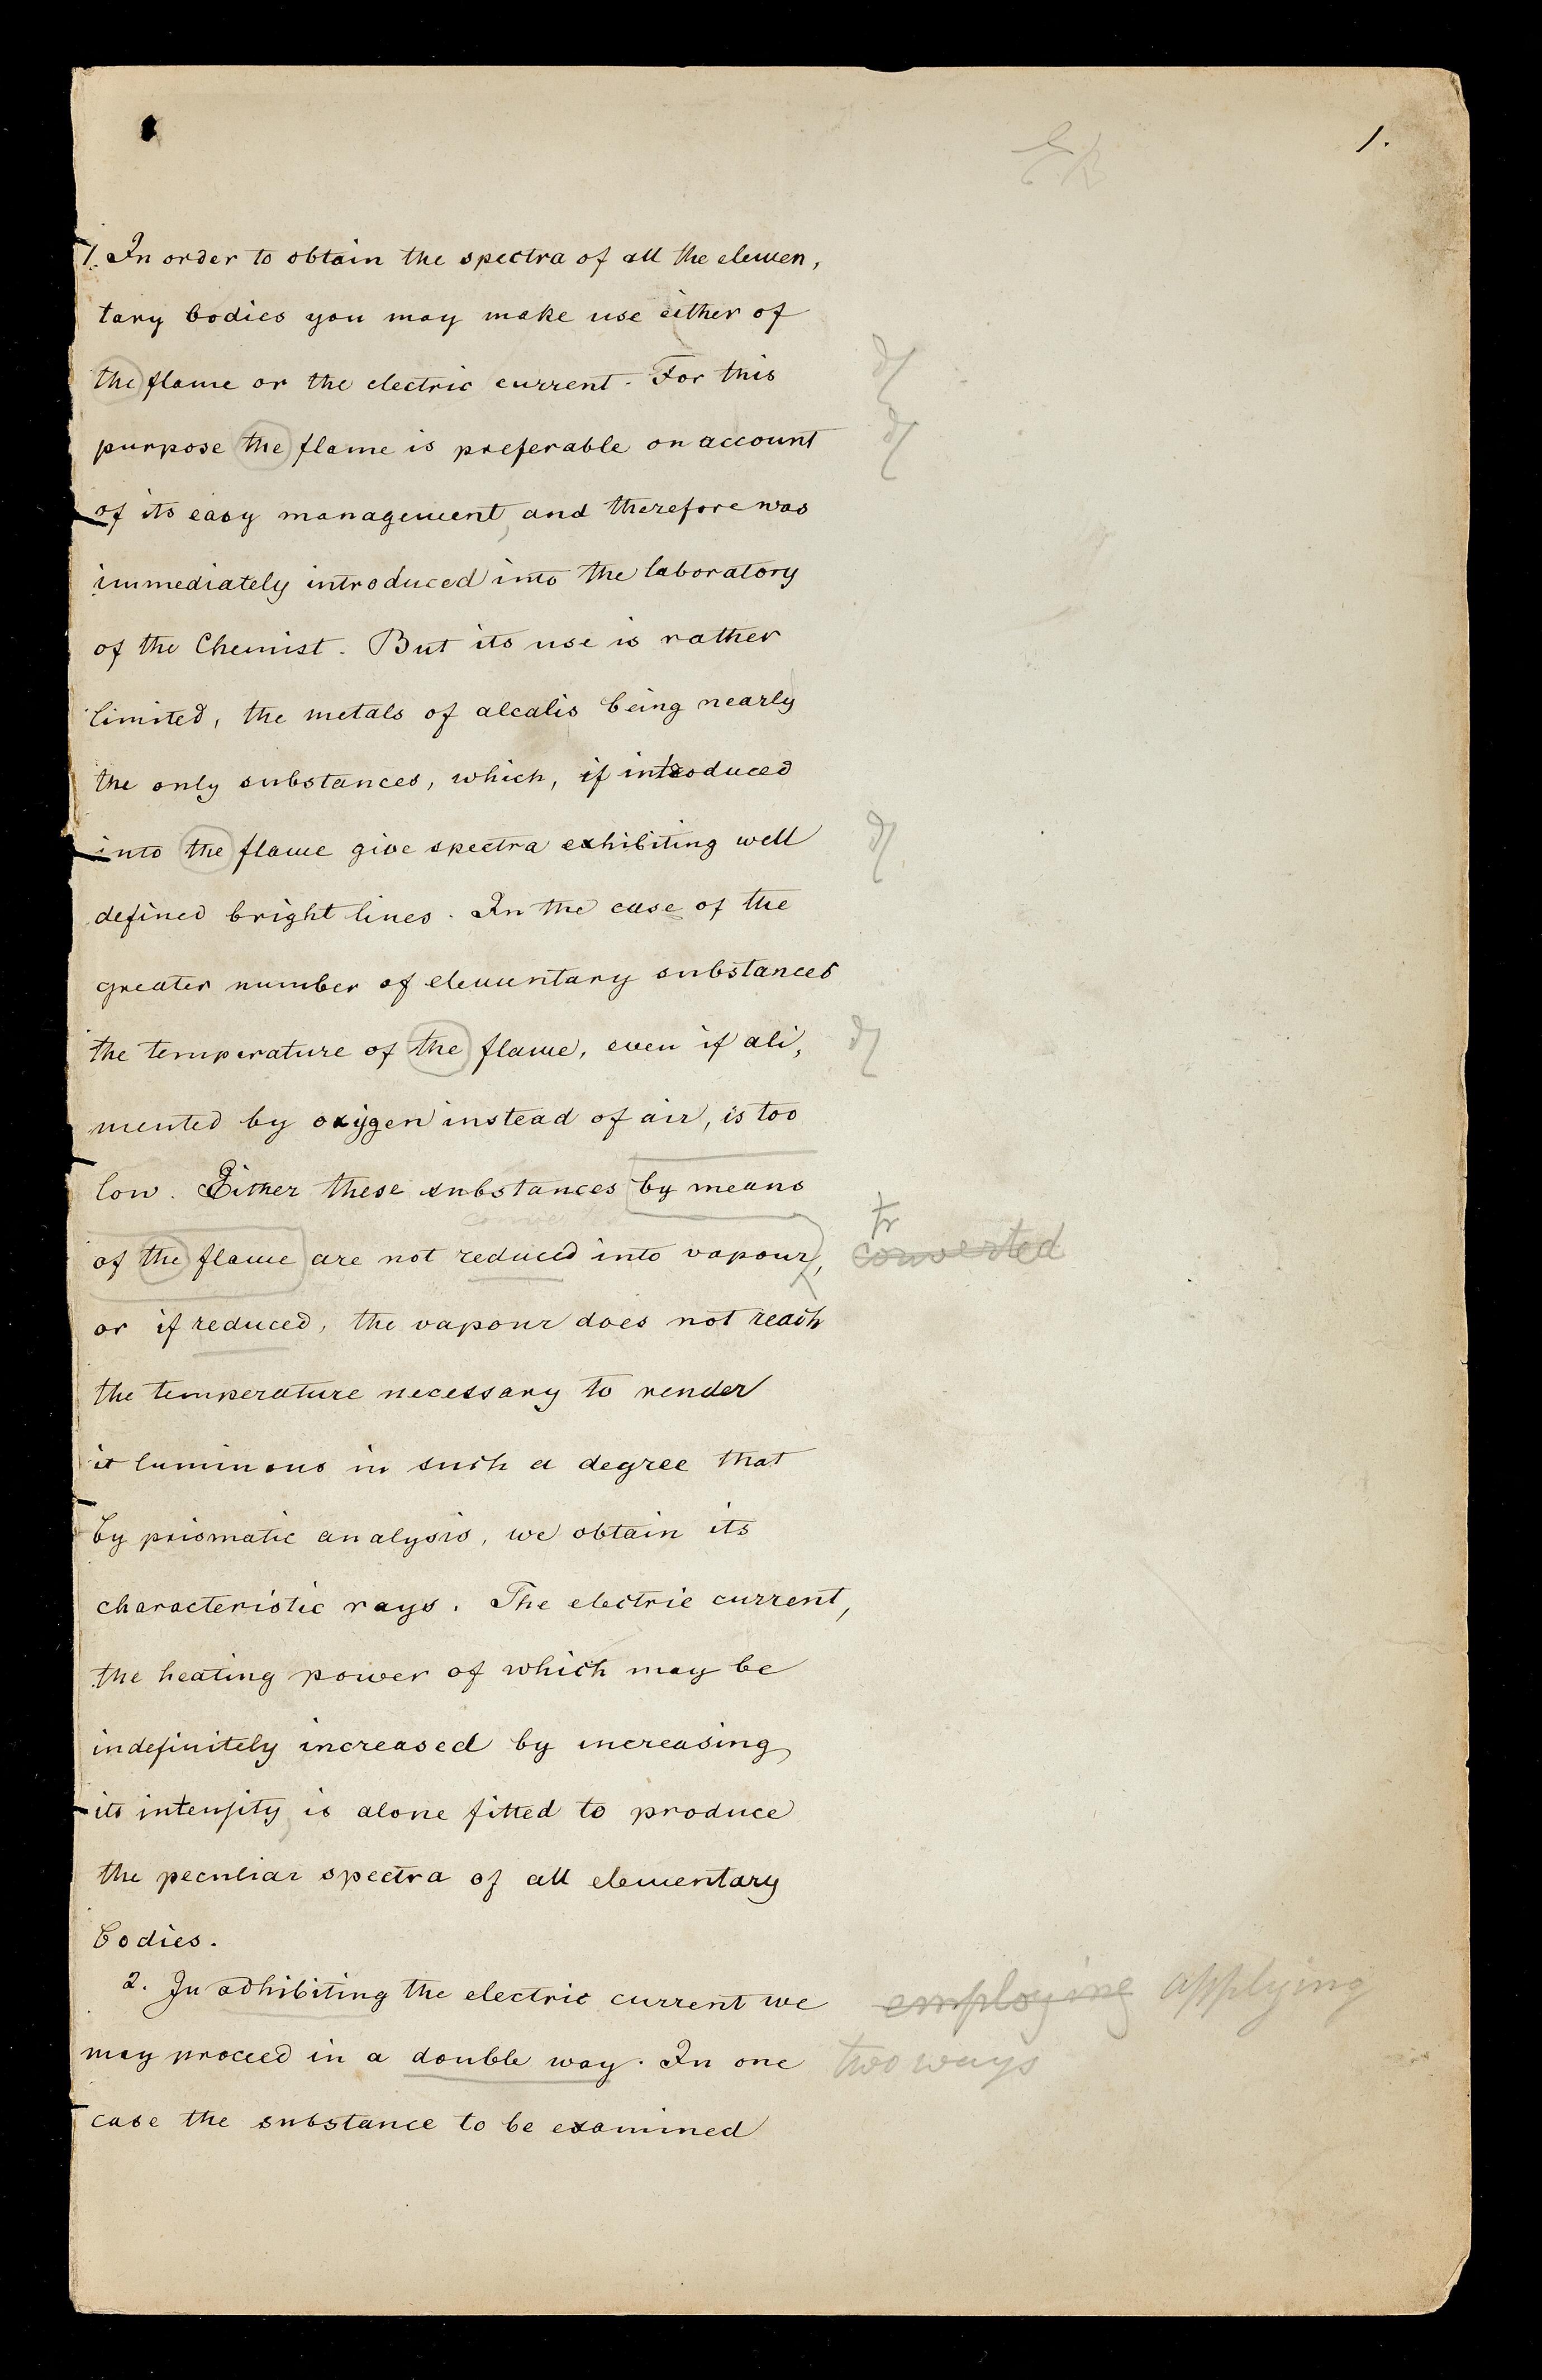 1.
1. In order to obtain the spectra of all the elemen,
tary bodies you may make use either of
the flame or the electric current. For this
purpose the flame is preferable on account
of its easy management, and therefore was
immediately introduced into the laboratory
of the Chemist. But its use is rather
limited, the metals of alcalis being nearly
the only substances, which, if introduced
into the flame give spectra exhibiting well
defined bright lines. In the case of the
greater number of elementary substances
the temperature of the flame, even if ali,
mented by oxygen instead of air, is too
low. Either these substances by means
of the flame are not reduced into vapour, tr converted
or if reduced, the vapour does not reach
the temperature necessary to render
it luminous in such a degree that
by prismatic analysis, we obtain its
characteristic rays. The electric current,
the heating power of which may be
indefinitely increased by increasing
its intensity, is alone fitted to produce
the peculiar spectra of all elementary
bodies.
2. In adhibiting the electric current we employing applying
may proceed in a double way. In one two ways
case the substance to be examined